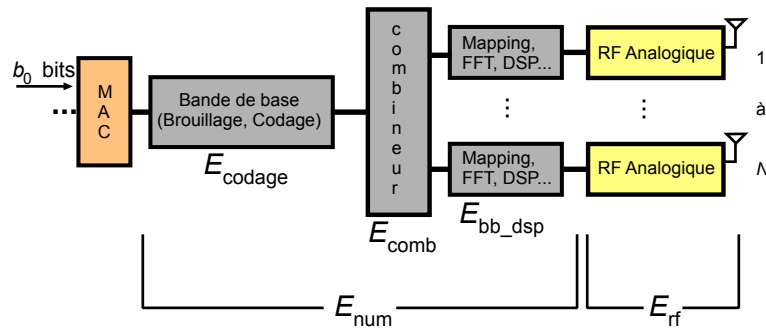 b0 bits
...
M
A
C
Bande de base
(Brouillage, Codage)
Ecodage
c
o
m
b
i
n
e
u
r
Ecomb
Mapping,
FFT, DSP...
RF Analogique
1
à
Mapping,
FFT, DSP...
RF Analogique
N
Ebb_dsp
Enum
Erf